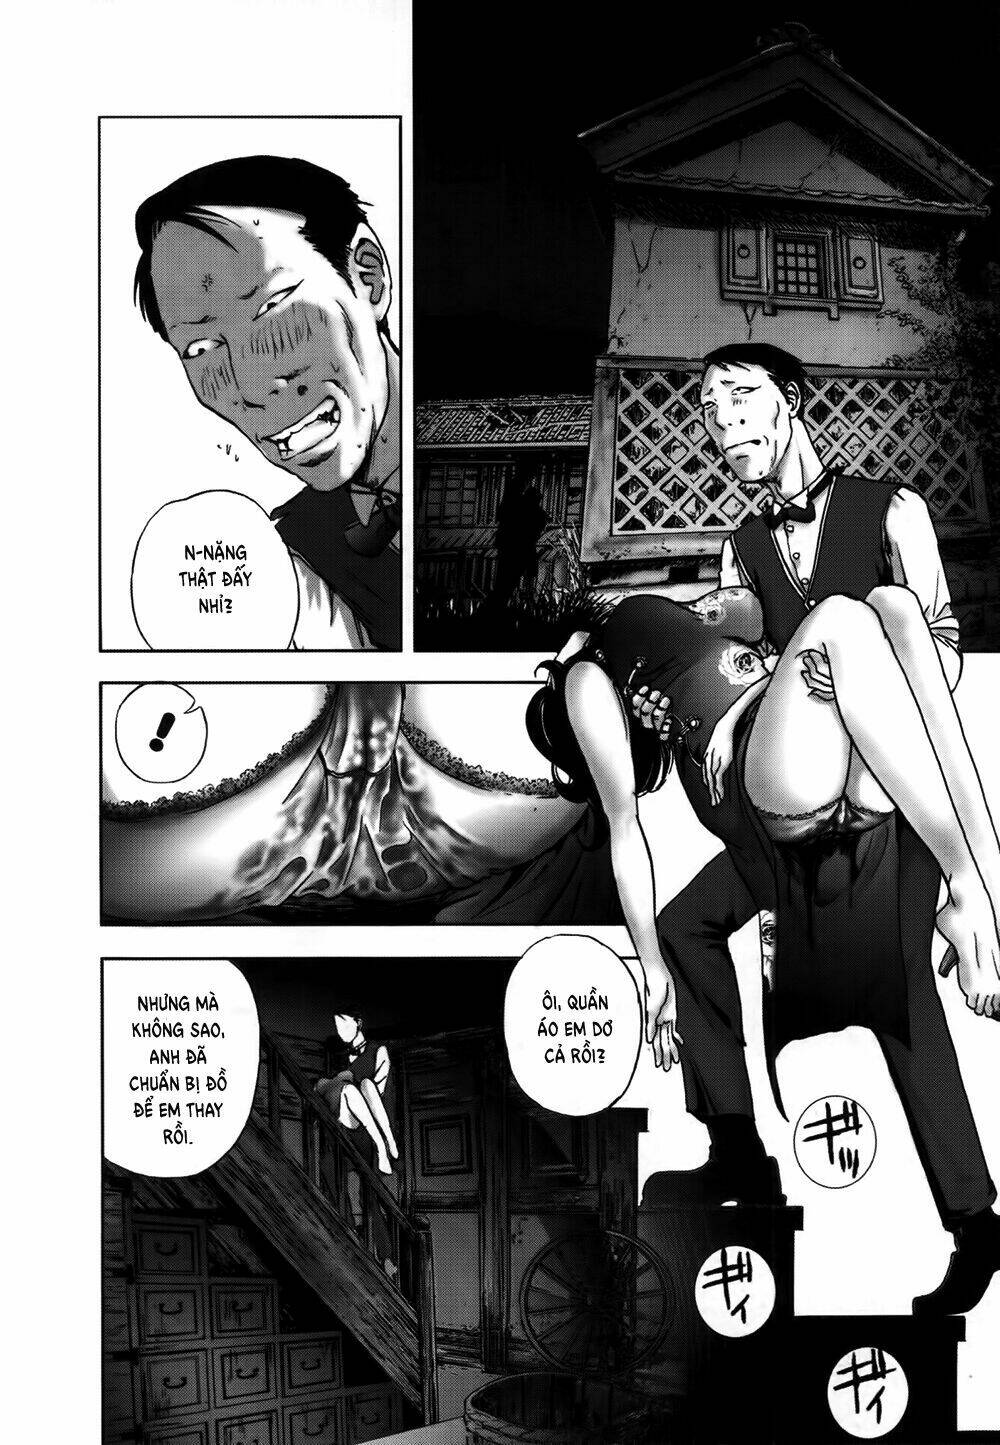 N-NẶNG
THẬT ĐẤY
NHỈ?
!
ÔI, QUẦN
ÁO EM DƠ
CẢ RỒI?
NHƯNG MÀ
KHÔNG SAO,
ANH ĐÃ
CHUẨN BỊ ĐỒ
ĐỂ EM THAY
RỒI.
ギッ
ギィ
ギィ